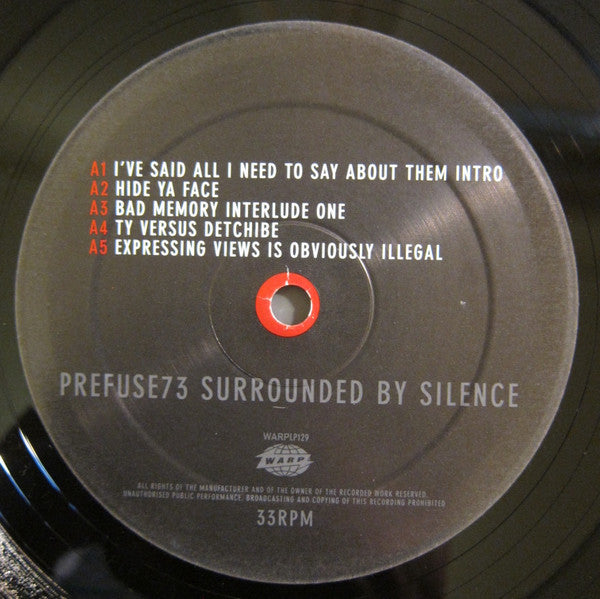 A1 I'VE SAID ALL I NEED TO SAY ABOUT THEM INTRO
A2 HIDE YA FACE
A3 BAD MEMORY INTERLUDE ONE
A4 TY VERSUS DETCHIBE
A5 EXPRESSING VIEWS IS OBVIOUSLY ILLEGAL
PREFUSE73 SURROUNDED BY SILENCE
WARPLP129
WARP
ALL RIGHTS OF THE MANUFACTURER AND OF THE OWNER OF THE RECORDED WORK RESERVED.
UNAUTHORISED PUBLIC PERFORMANCE, BROADCASTING AND COPYING OF THIS RECORDING PROHIBITED
33RPM